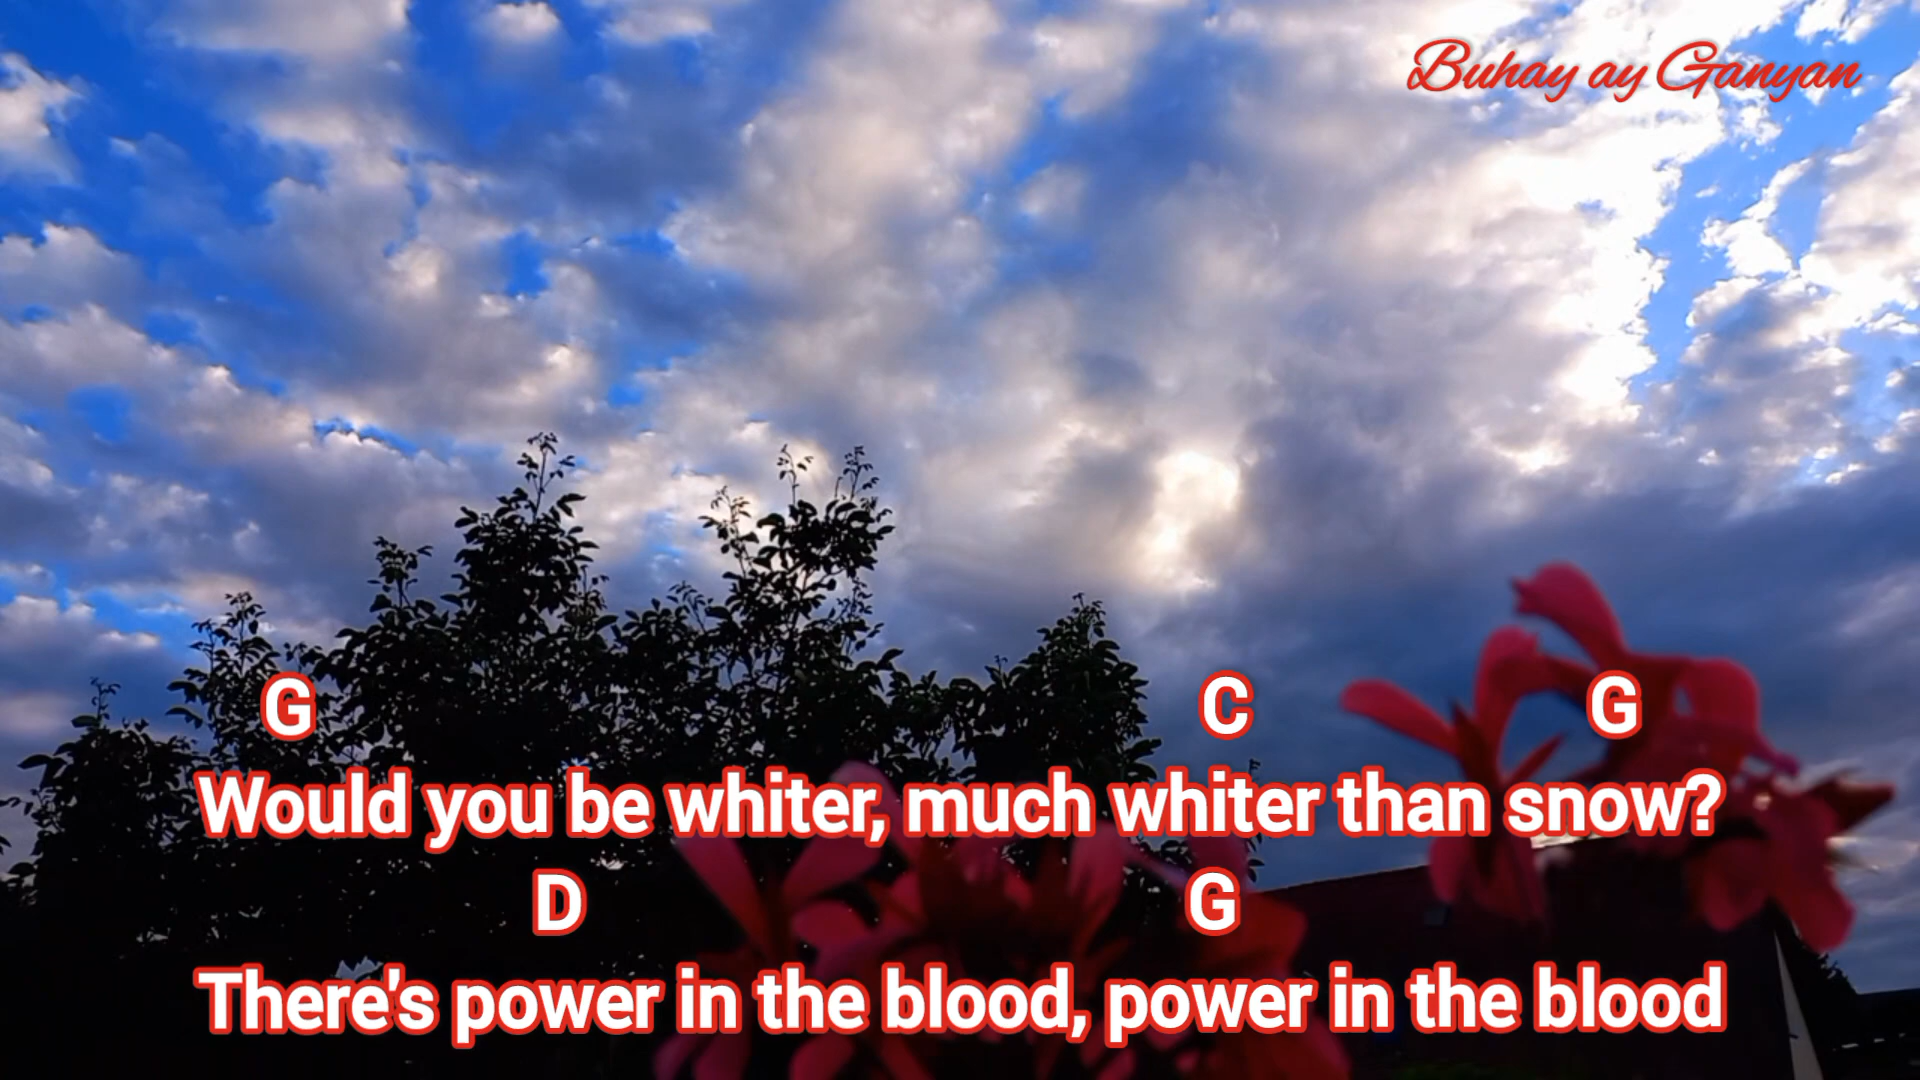 Buhay ay Ganyan
G C G
Would you be whiter, much whiter than snow?
D G
There's power in the blood, power in the blood